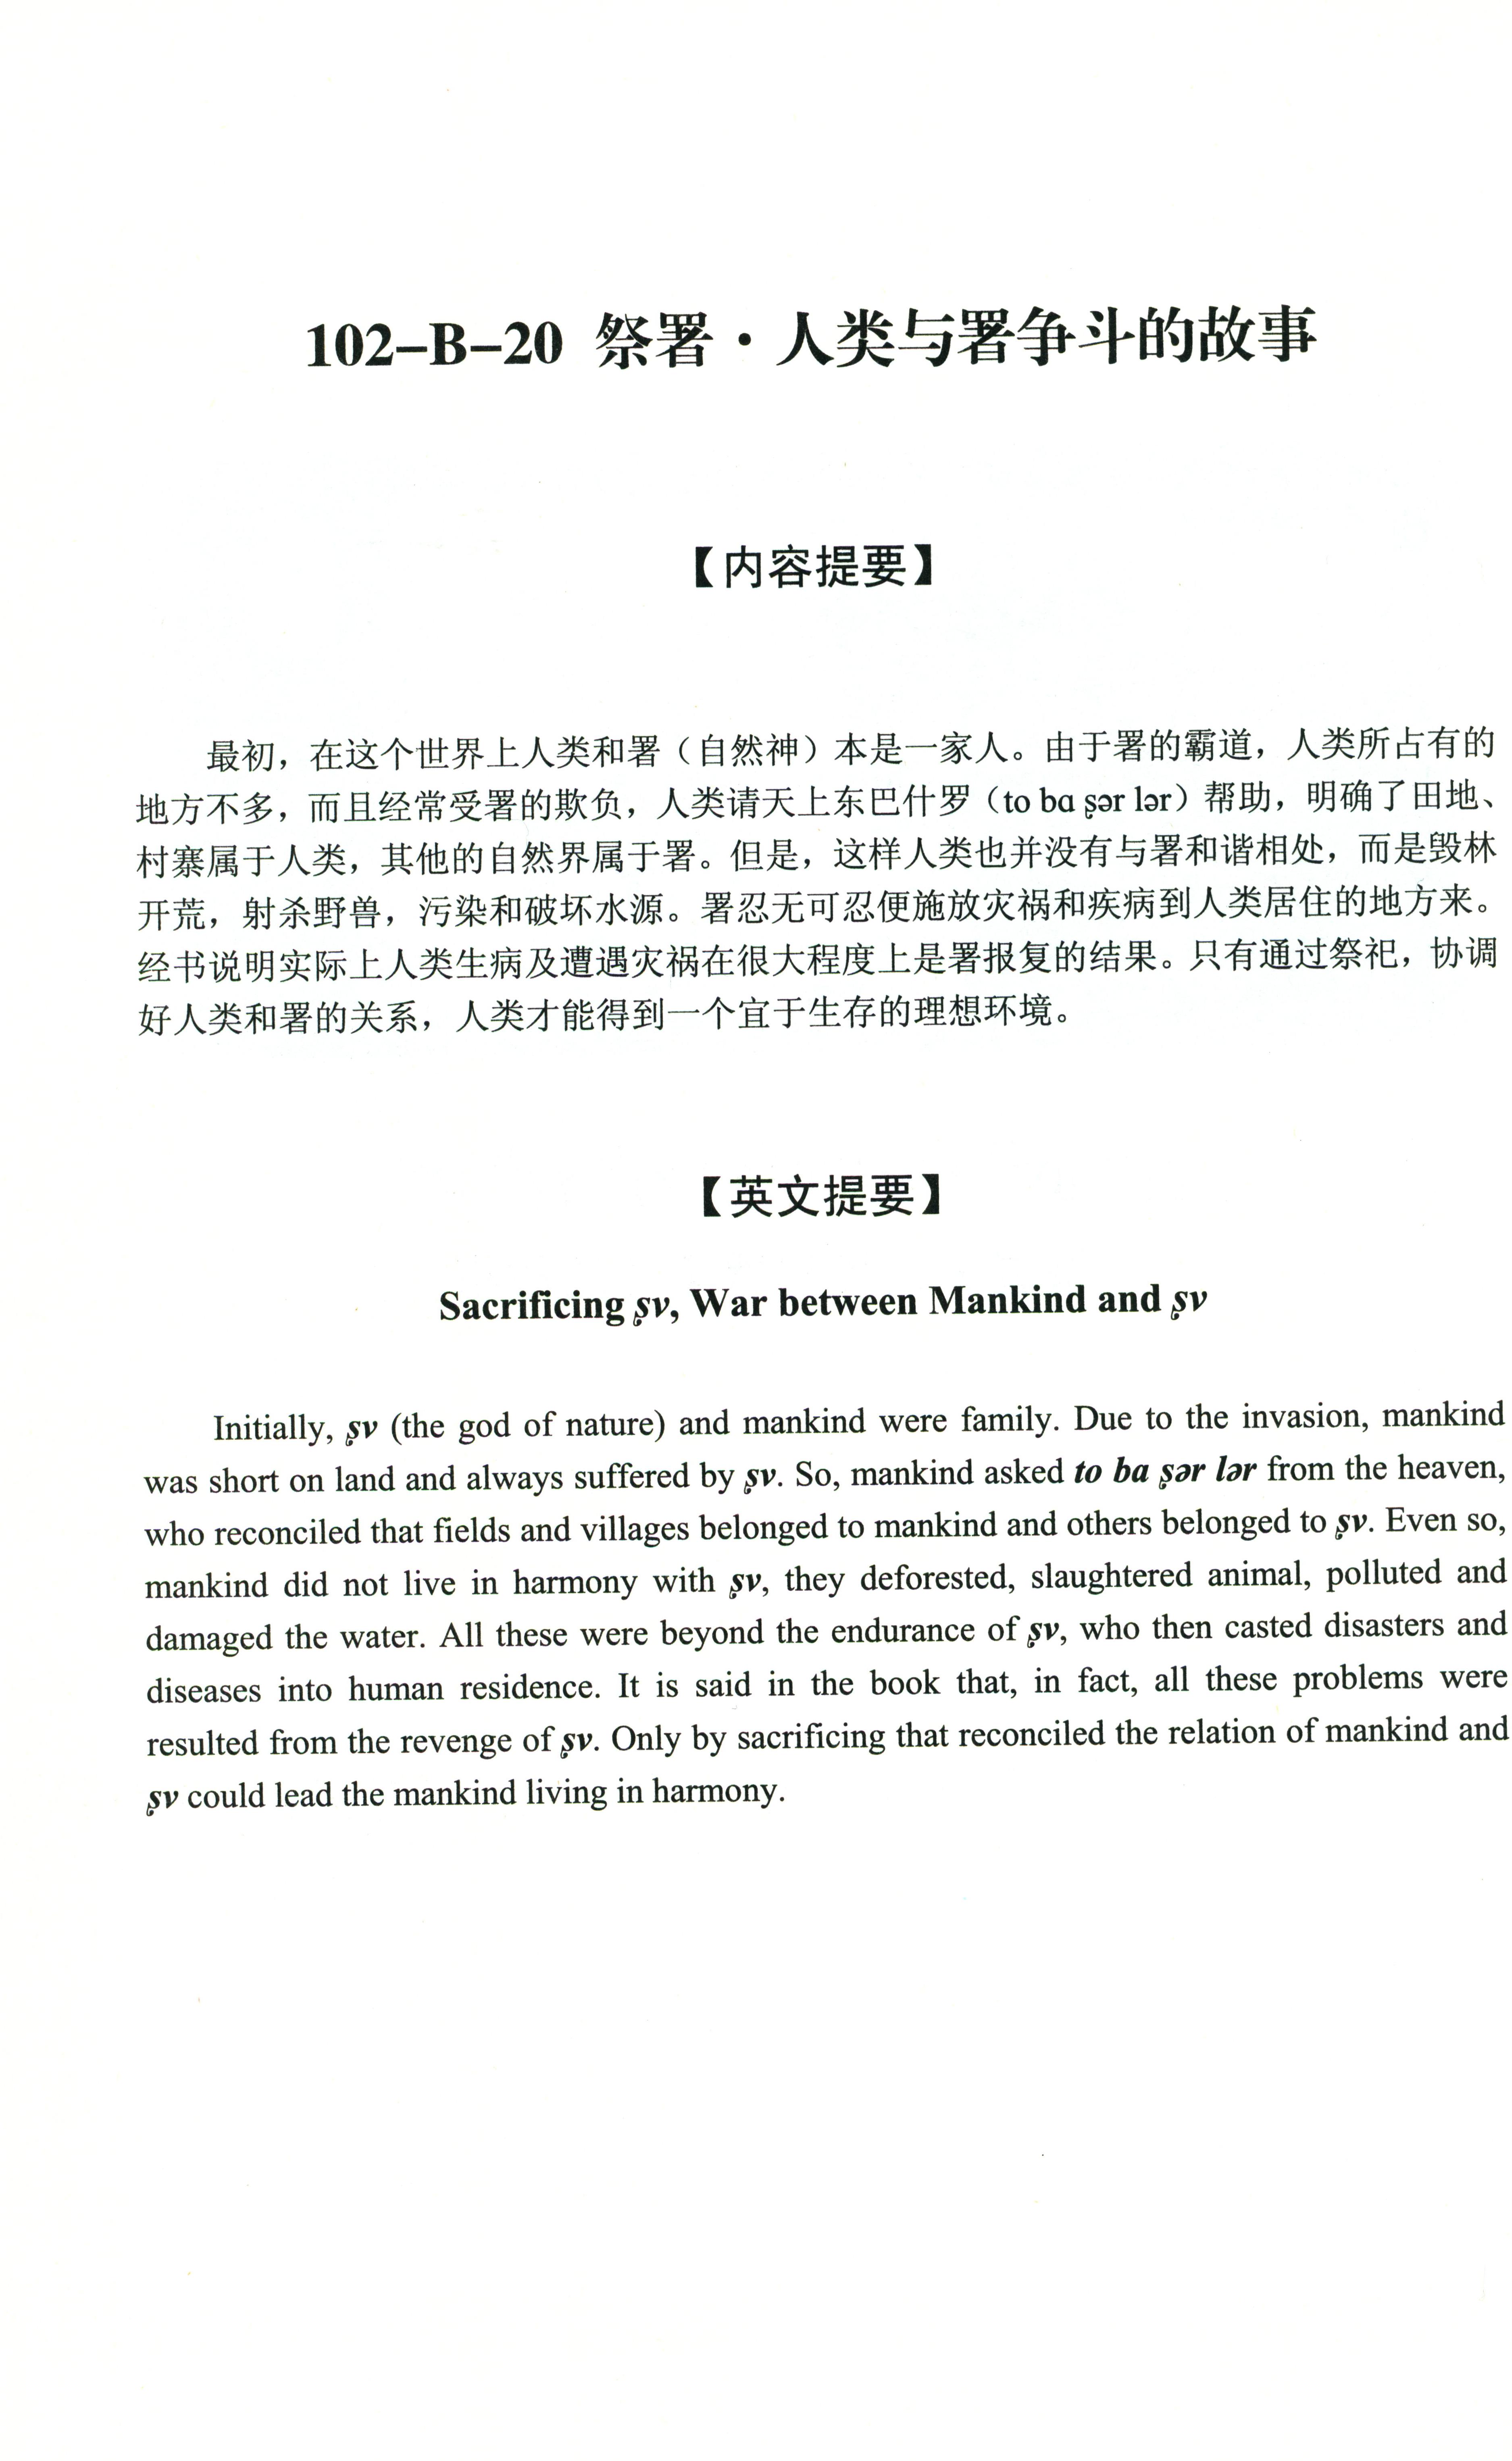 102-B-20 祭署·人类与署争斗的故事
【内容提要】
最初，在这个世界上人类和署（自然神）本是一家人。由于署的霸道，人类所占有的
地方不多，而且经常受署的欺负，人类请天上东巴什罗（to bɑ ʂər lər）帮助，明确了田地、
村寨属于人类，其他的自然界属于署。但是，这样人类也并没有与署和谐相处，而是毁林
开荒，射杀野兽，污染和破坏水源。署忍无可忍便施放灾祸和疾病到人类居住的地方来。
经书说明实际上人类生病及遭遇灾祸在很大程度上是署报复的结果。只有通过祭祀，协调
好人类和署的关系，人类才能得到一个宜于生存的理想环境。
【英文提要】
Sacrificing ʂv, War between Mankind and ʂv
Initially, ʂv (the god of nature) and mankind were family. Due to the invasion, mankind
was short on land and always suffered by ʂv. So, mankind asked to ba ʂər lər from the heaven,
who reconciled that fields and villages belonged to mankind and others belonged to ʂv. Even so,
mankind did not live in harmony with ʂv, they deforested, slaughtered animal, polluted and
damaged the water. All these were beyond the endurance of ʂv, who then casted disasters and
diseases into human residence. It is said in the book that, in fact, all these problems were
resulted from the revenge of ʂv. Only by sacrificing that reconciled the relation of mankind and
ʂv could lead the mankind living in harmony.